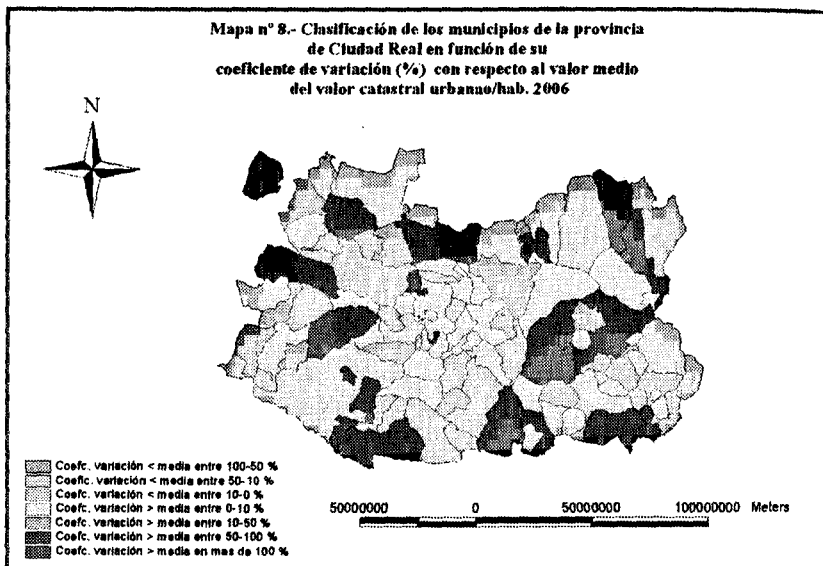 Mapa nº 8.- Clasificación de los municipios de la provincia
de Ciudad Real en función de su
coeficiente de variación (%) con respecto al valor medio
del valor catastral urbanao/hab. 2006
N
Coefc. variación < media entre 100-50 %
Coefic. variación < media entre 50-10 %
Coefc. variación < media entre 10-0 %
Coefc. variación > media entre 0-10 %
Coefc. variación > media entre 10-50 %
Coefc. variación > media entre 50-100 %
Coefc. variación > media en mas de 100 %
50000000 0 50000000 100000000 Meters